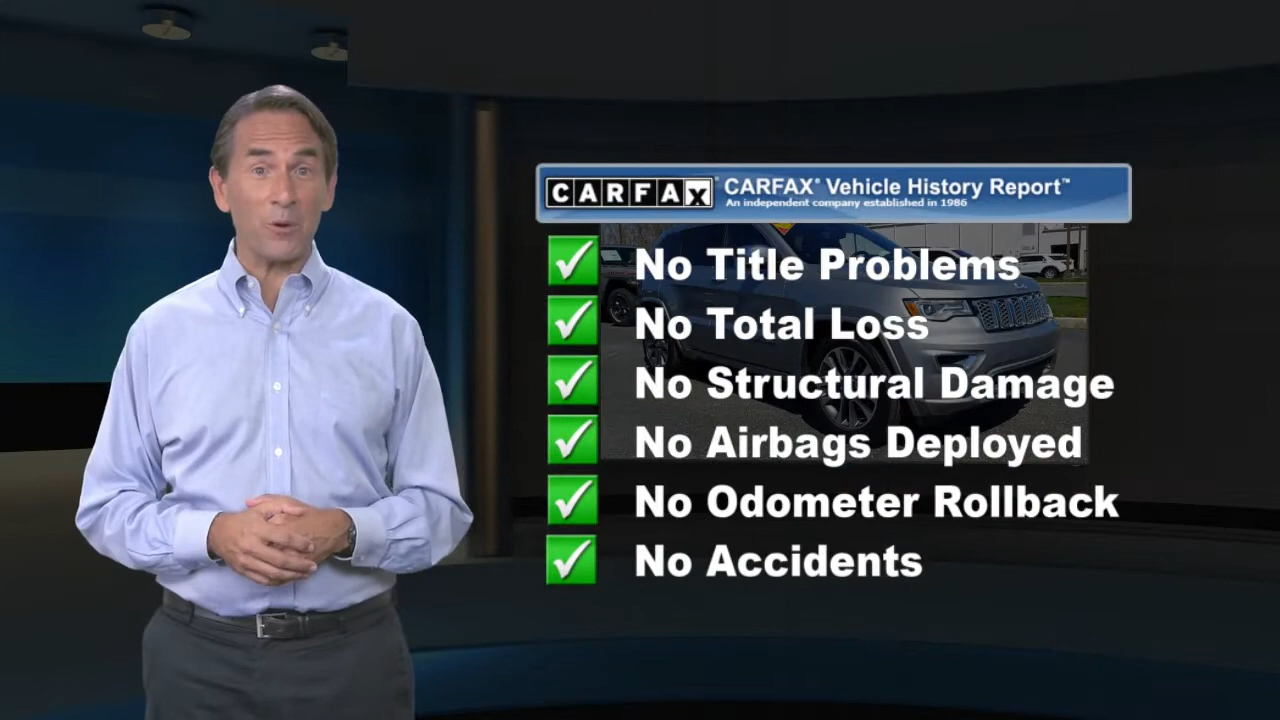 CARFAX® CARFAX® Vehicle History Report™
An independent company established in 1986
No Title Problems
No Total Loss
No Structural Damage
No Airbags Deployed
No Odometer Rollback
No Accidents